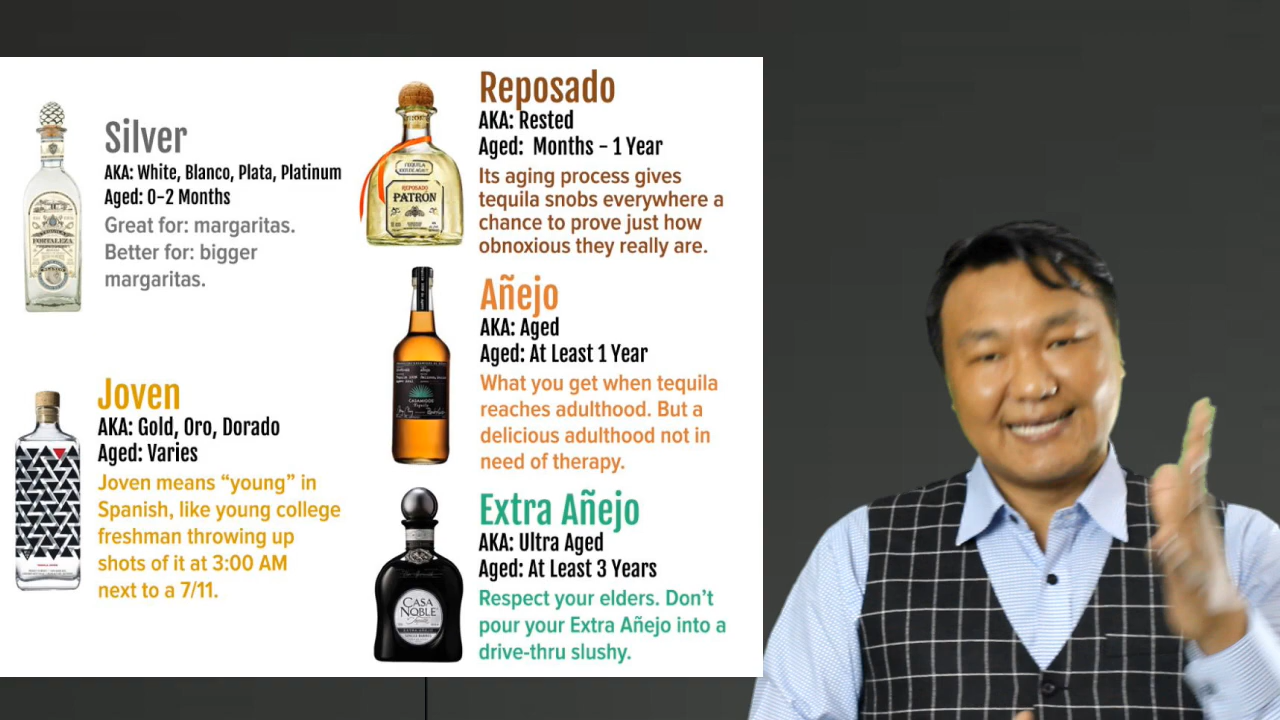 Silver
AKA: White, Blanco, Plata, Platinum
Aged: 0-2 Months
Great for: margaritas.
Better for: bigger
margaritas.
FORTALEZA
Joven
AKA: Gold, Oro, Dorado
Aged: Varies
Joven means “young” in
Spanish, like young college
freshman throwing up
shots of it at 3:00 AM
next to a 7/11.
Reposado
AKA: Rested
Aged:  Months - 1 Year
Its aging process gives
tequila snobs everywhere a
chance to prove just how
obnoxious they really are.
REPOSADO
PATRÓN
Añejo
AKA: Aged
Aged: At Least 1 Year
What you get when tequila
reaches adulthood. But a
delicious adulthood not in
need of therapy.
CASAMIGOS
Extra Añejo
AKA: Ultra Aged
Aged: At Least 3 Years
Respect your elders. Don’t
pour your Extra Añejo into a
drive-thru slushy.
CASA
NOBLE